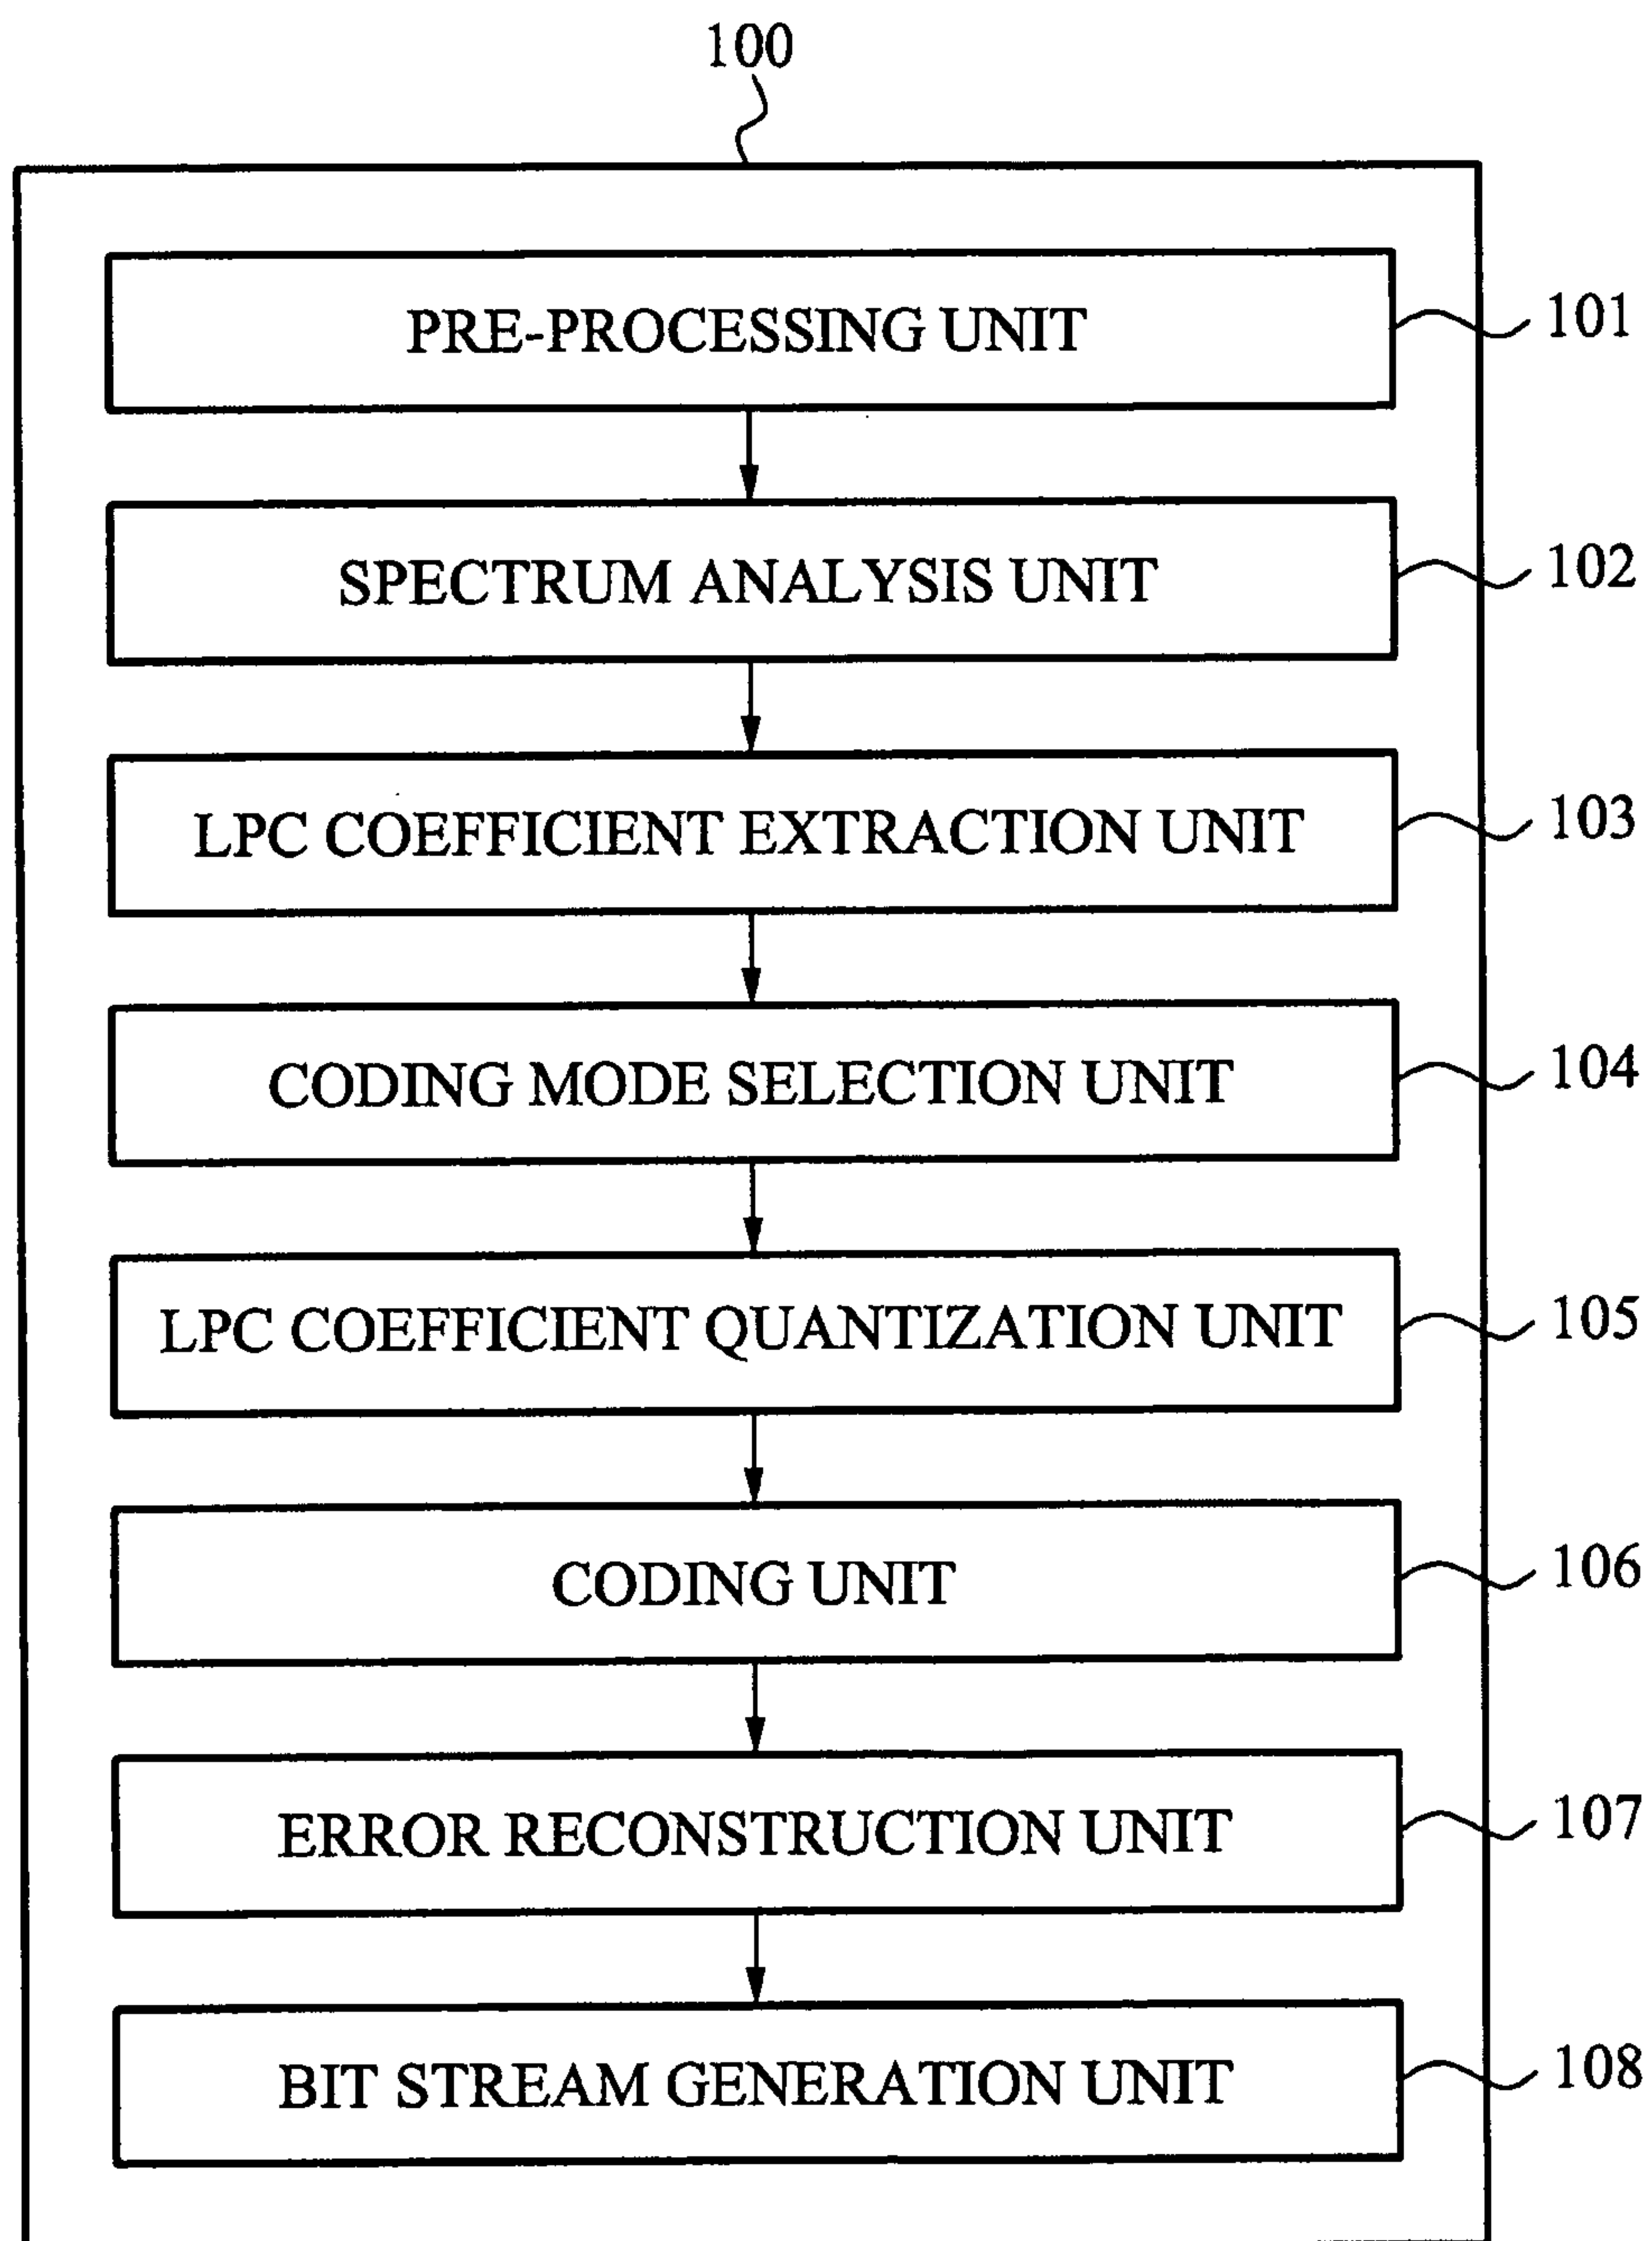 100
PRE-PROCESSING UNIT 101
SPECTRUM ANALYSIS UNIT 102
LPC COEFFICIENT EXTRACTION UNIT 103
CODING MODE SELECTION UNIT 104
LPC COEFFICIENT QUANTIZATION UNIT 105
CODING UNIT 106
ERROR RECONSTRUCTION UNIT 107
BIT STREAM GENERATION UNIT 108